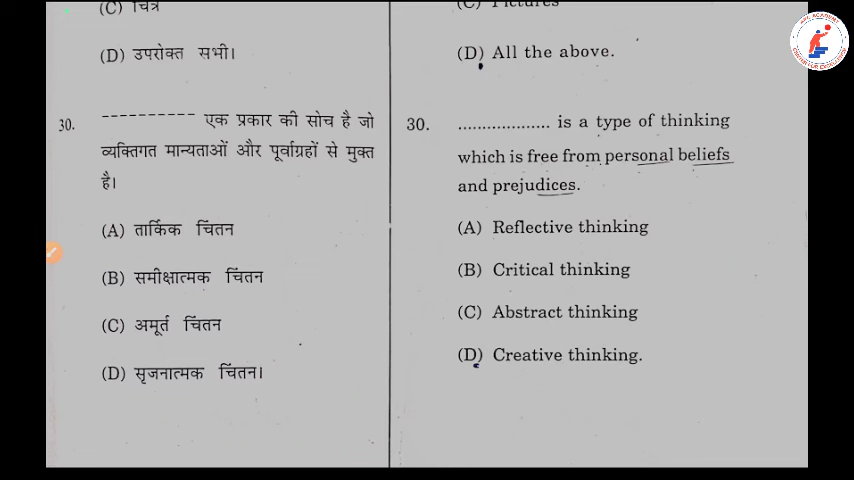 (C) चित्र
(D) उपरोक्त सभी।
30. ---------- एक प्रकार की सोच है जो
व्यक्तिगत मान्यताओं और पूर्वाग्रहों से मुक्त
है।
(A) तार्किक चिंतन
(B) समीक्षात्मक चिंतन
(C) अमूर्त चिंतन
(D) सृजनात्मक चिंतन।
(C) Pictures
(D) All the above.
30. ................... is a type of thinking
which is free from personal beliefs
and prejudices.
(A) Reflective thinking
(B) Critical thinking
(C) Abstract thinking
(D) Creative thinking.